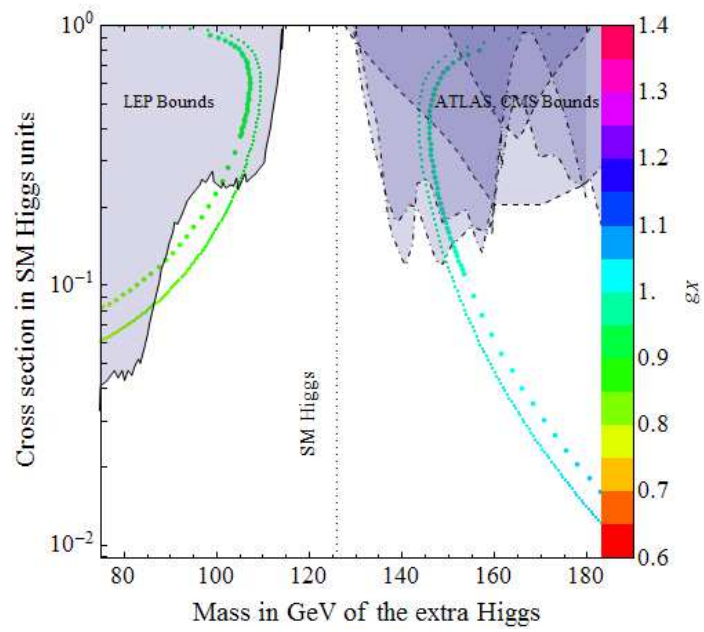 10⁰
10⁻¹
10⁻²
Cross section in SM Higgs units
LEP Bounds
ATLAS, CMS Bounds
SM Higgs
80 100 120 140 160 180
Mass in GeV of the extra Higgs
1.4
1.3
1.2
1.1
1.
0.9
0.8
0.7
0.6
gX